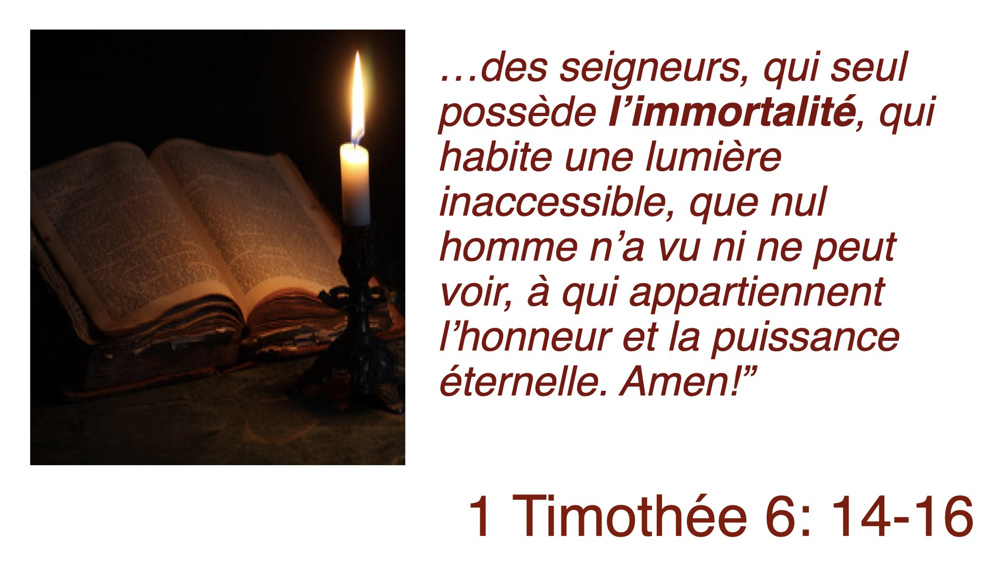 …des seigneurs, qui seul
possède l’immortalité, qui
habite une lumière
inaccessible, que nul
homme n’a vu ni ne peut
voir, à qui appartiennent
l’honneur et la puissance
éternelle. Amen!”
1 Timothée 6: 14-16